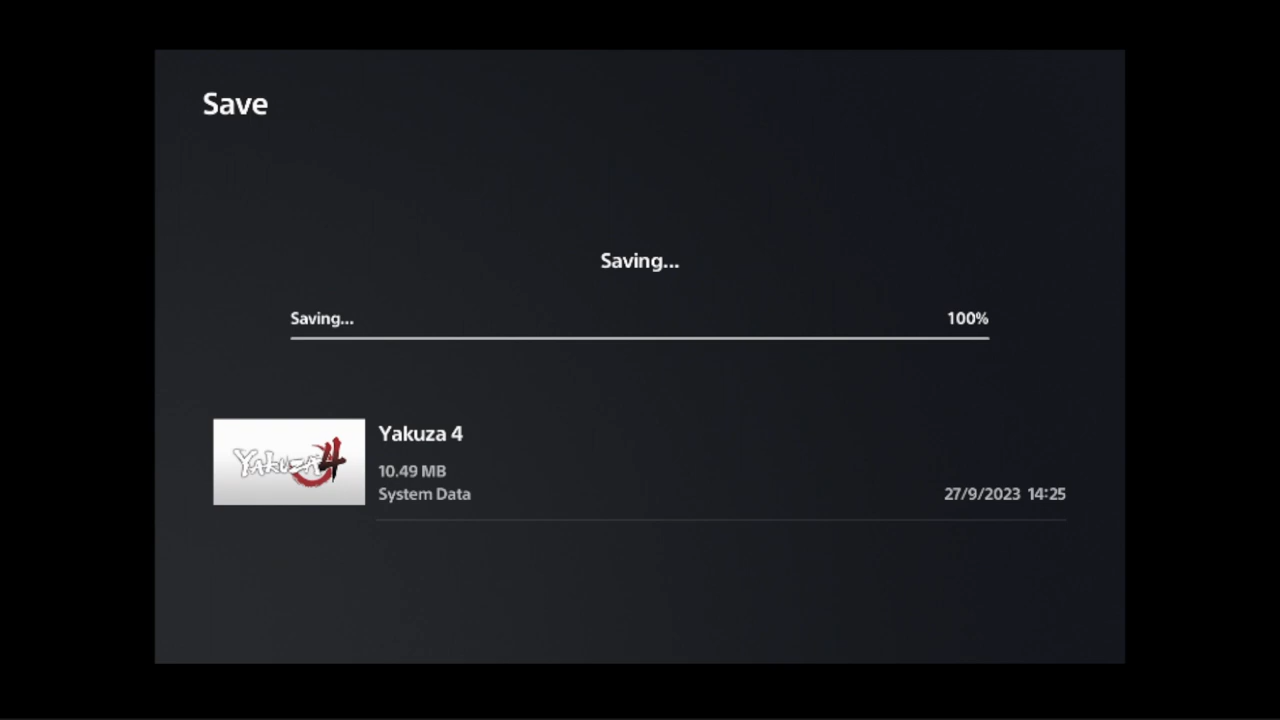 Save
Saving...
Saving... 100%
Yakuza 4
Yakuza 4
10.49 MB
System Data 27/9/2023 14:25